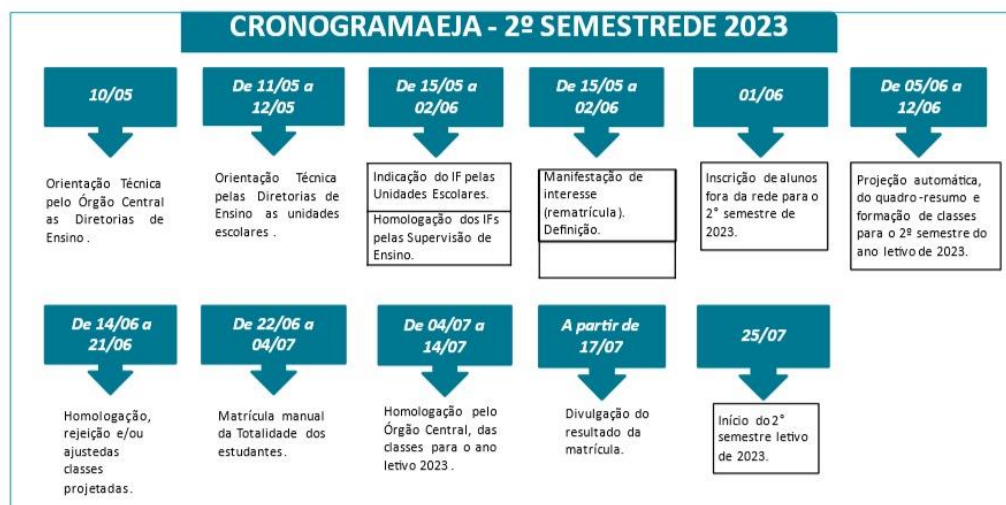 CRONOGRAMAEJA - 2º SEMESTREDE 2023
10/05
Orientação Técnica
pelo Órgão Central
as Diretorias de
Ensino .
De 11/05 a
12/05
Orientação Técnica
pelas Diretorias de
Ensino as unidades
escolares .
De 15/05 a
02/06
Indicação do IF pelas
Unidades Escolares.
Homologação dos IFs
pelas Supervisão de
Ensino.
De 15/05 a
02/06
Manifestação de
interesse
(rematrícula).
Definição.
01/06
Inscrição de alunos
fora da rede para o
2° semestre de
2023.
De 05/06 a
12/06
Projeção automática,
do quadro -resumo e
formação de classes
para o 2º semestre do
ano letivo de 2023.
De 14/06 a
21/06
Homologação,
rejeição e/ou
ajustedas
classes
projetadas.
De 22/06 a
04/07
Matrícula manual
da Totalidade dos
estudantes.
De 04/07 a
14/07
Homologação pelo
Órgão Central, das
classes para o ano
letivo 2023 .
A partir de
17/07
Divulgação do
resultado da
matrícula.
25/07
Início do 2°
semestre letivo
de 2023.